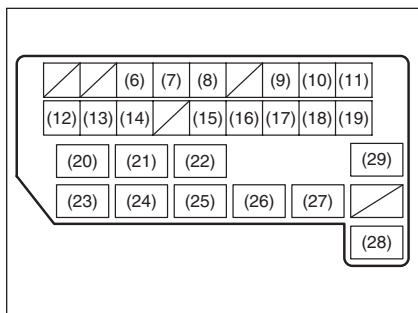 (6) (7) (8) (9) (10) (11)
(12) (13) (14) (15) (16) (17) (18) (19)
(20) (21) (22) (29)
(23) (24) (25) (26) (27)
(28)